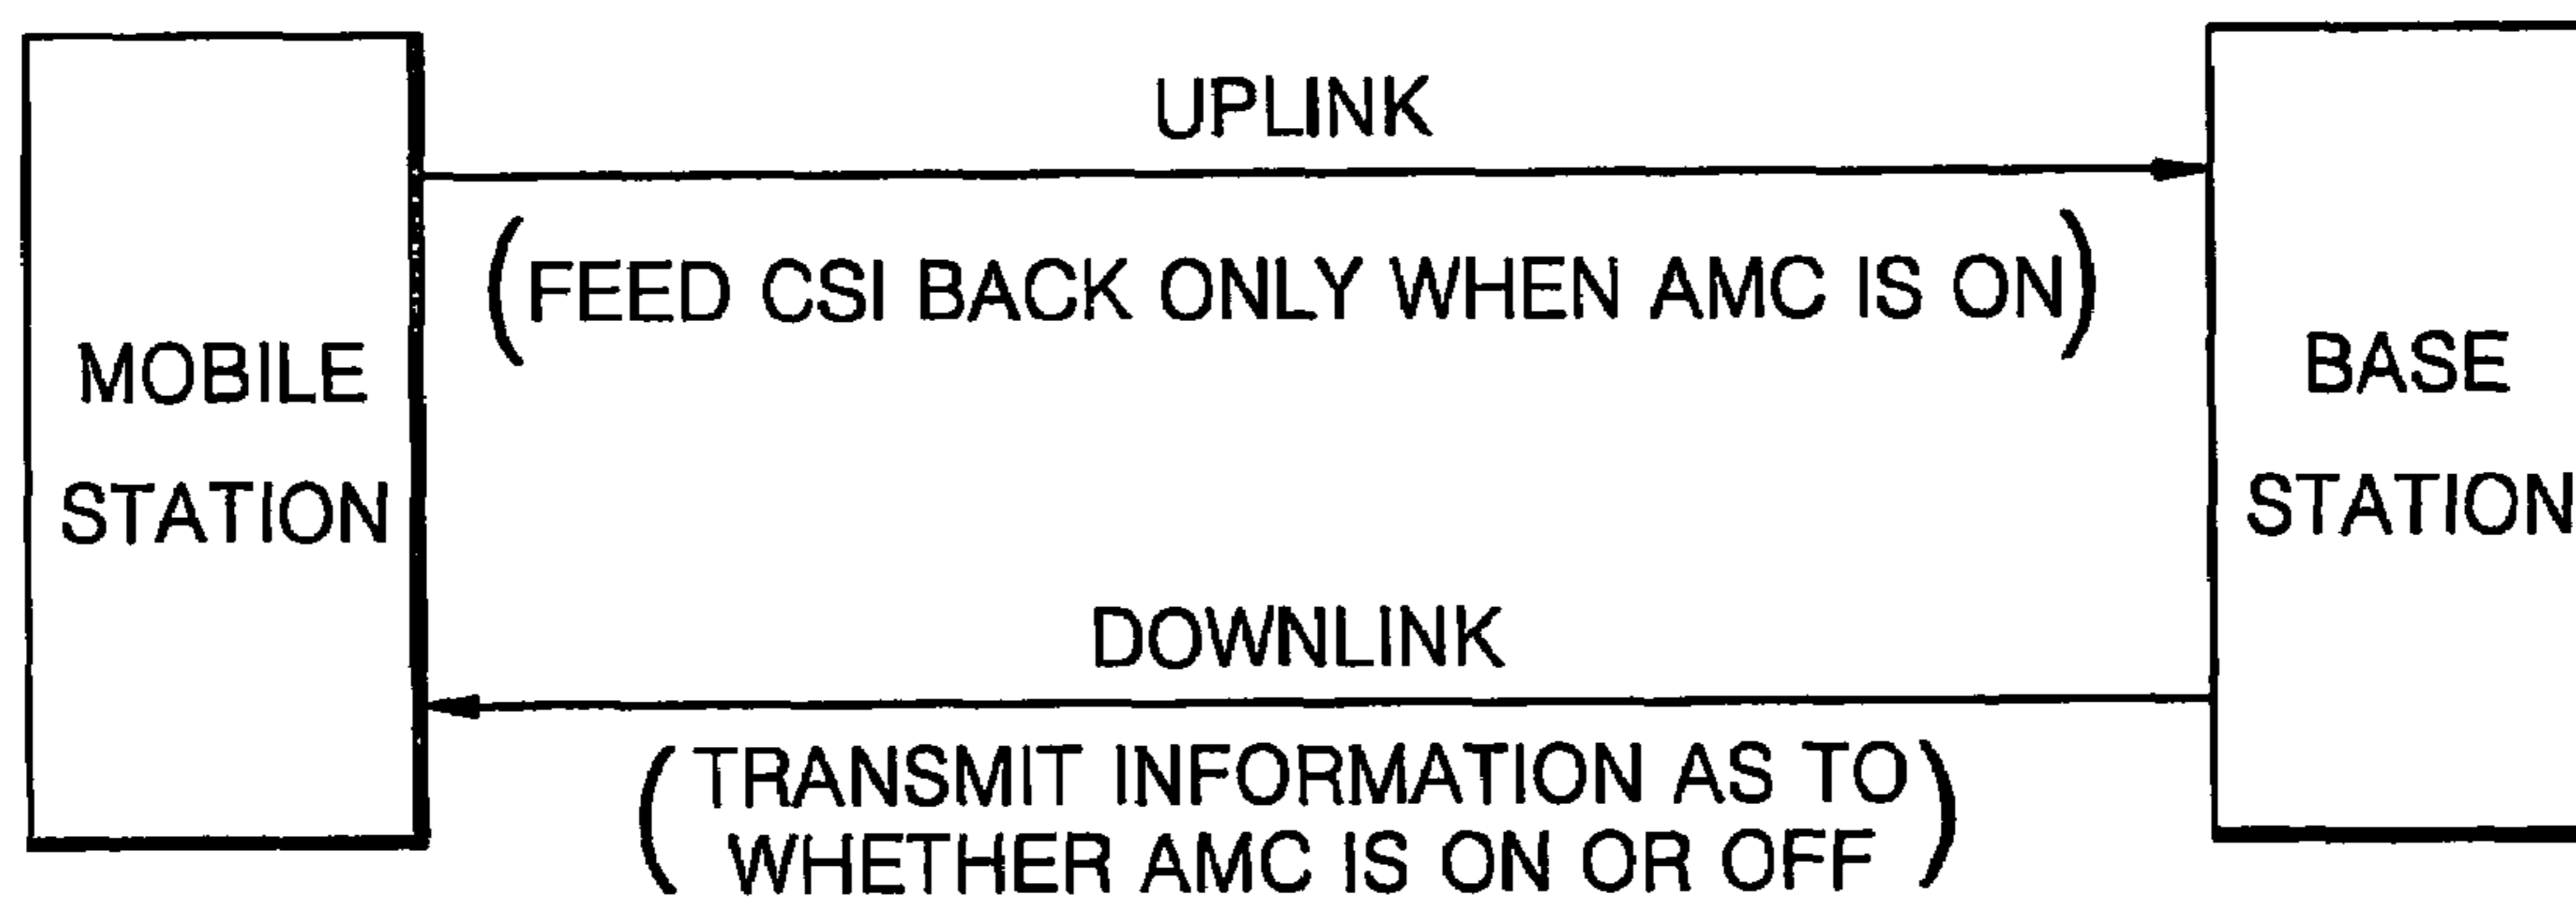 UPLINK
(FEED CSI BACK ONLY WHEN AMC IS ON)
MOBILE
STATION
BASE
STATION
DOWNLINK
(TRANSMIT INFORMATION AS TO
WHETHER AMC IS ON OR OFF)